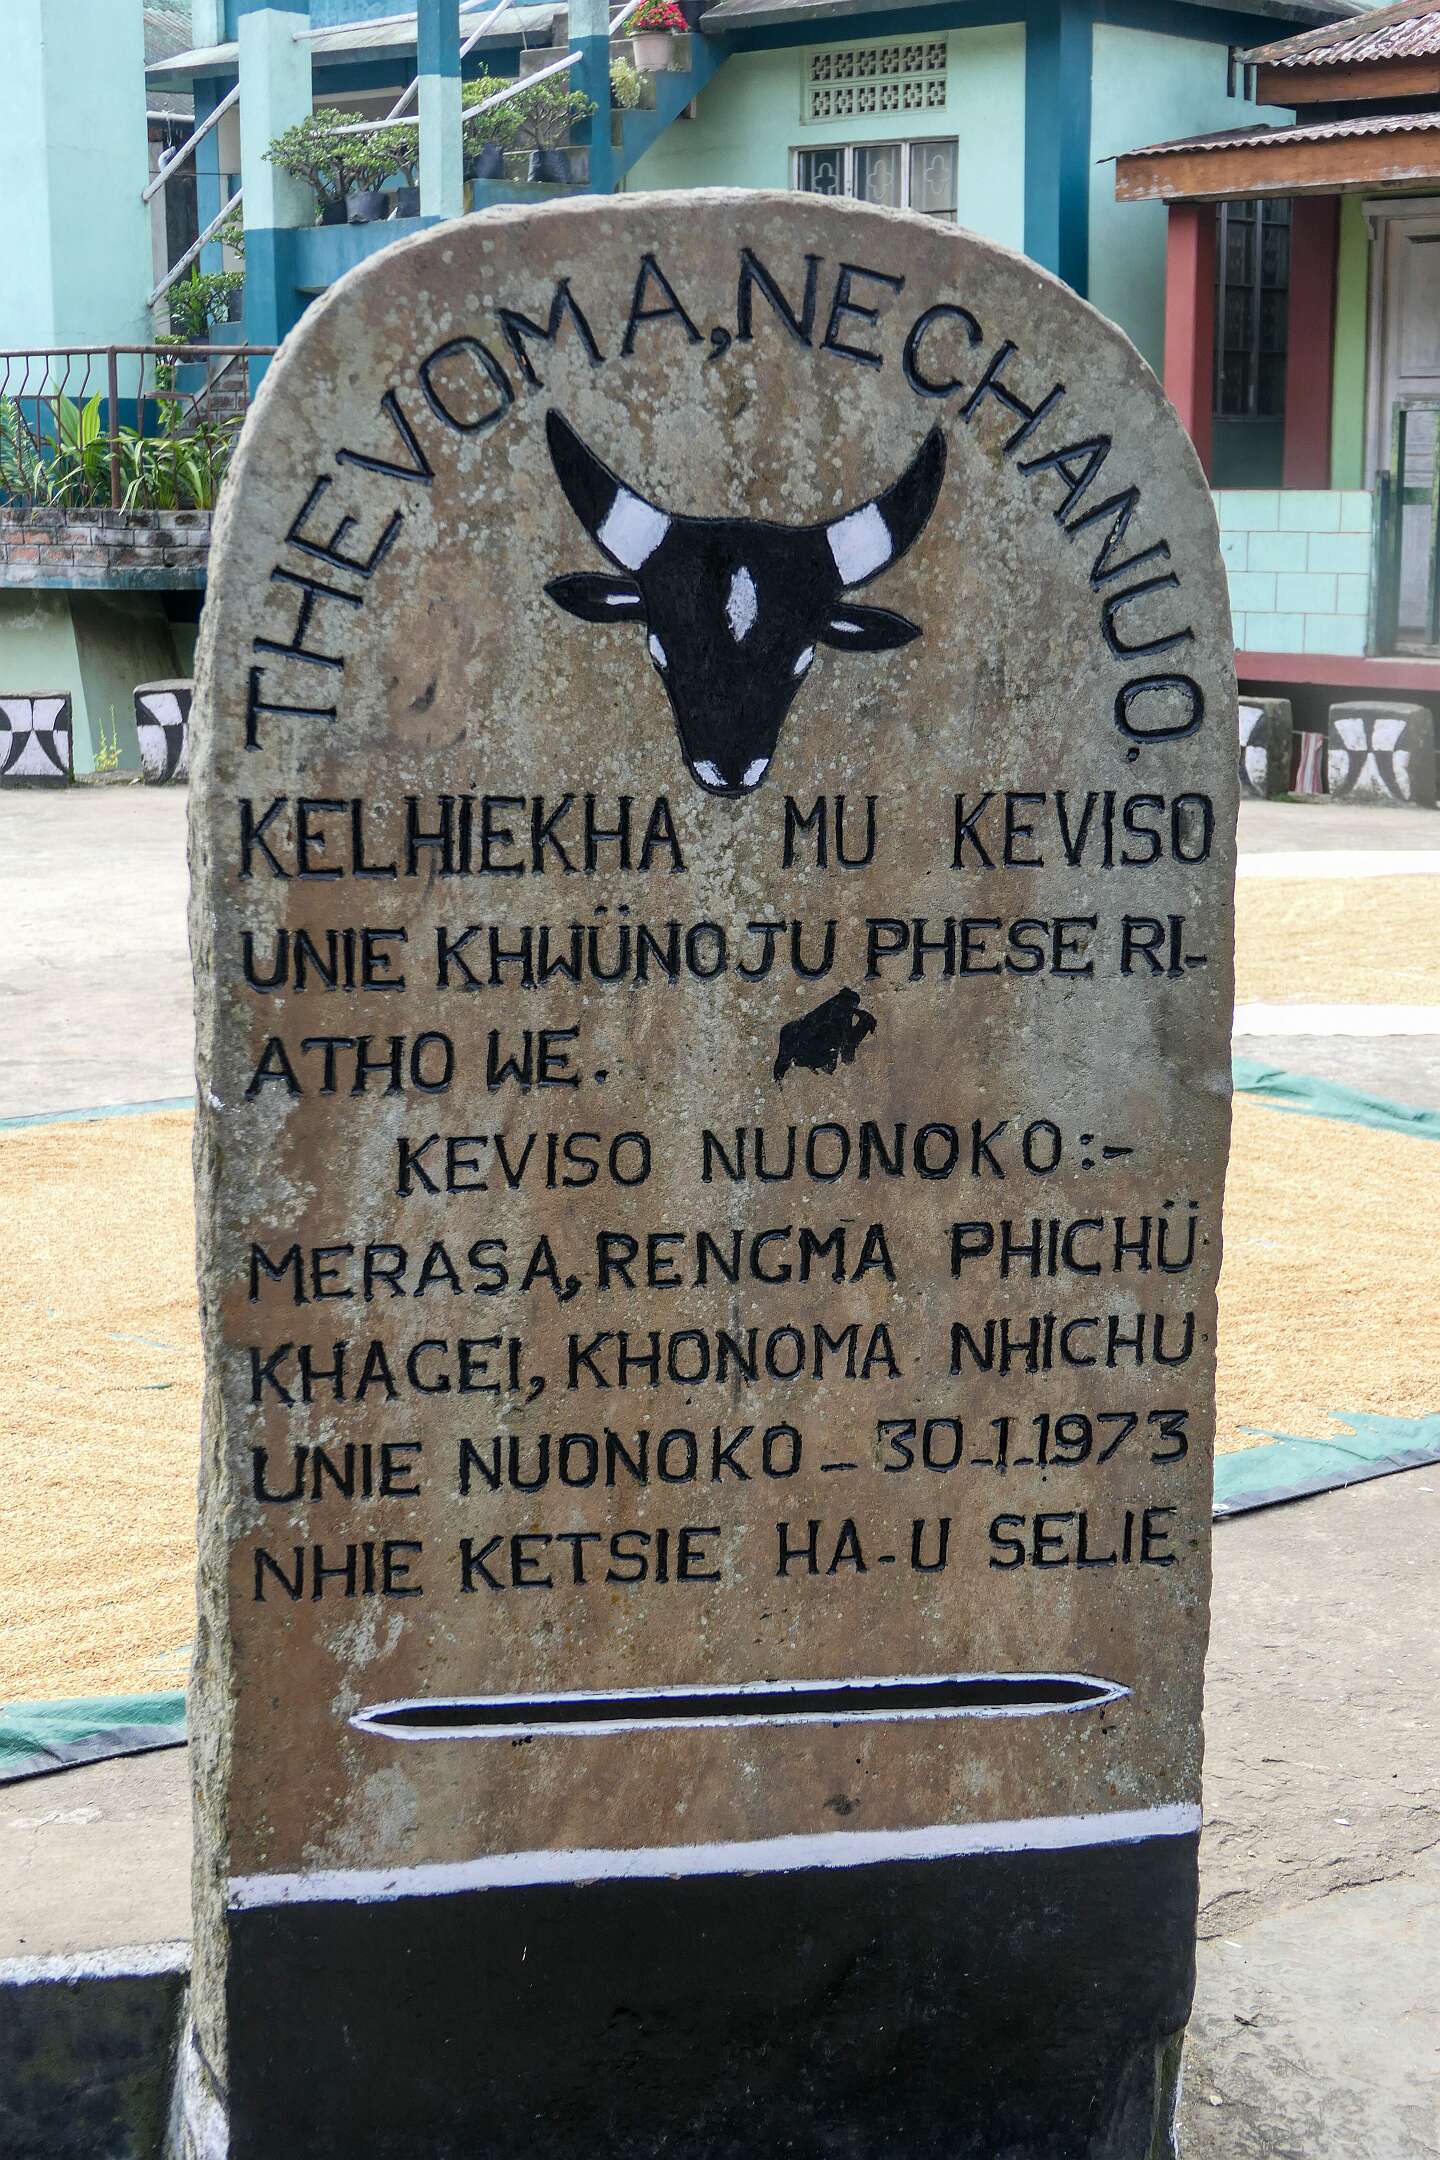 THEVOMA, NECHANUO.
KELHIEKHA MU KEVISO
UNIE KHWÜNOJU PHESE RI-
ATHO WE.
KEVISO NUONOKO:-
MERASA, RENGMA PHICHÜ
KHAGEI, KHONOMA NHICHU
UNIE NUONOKO - 30.1.1973
NHIE KETSIE HA-U SELIE